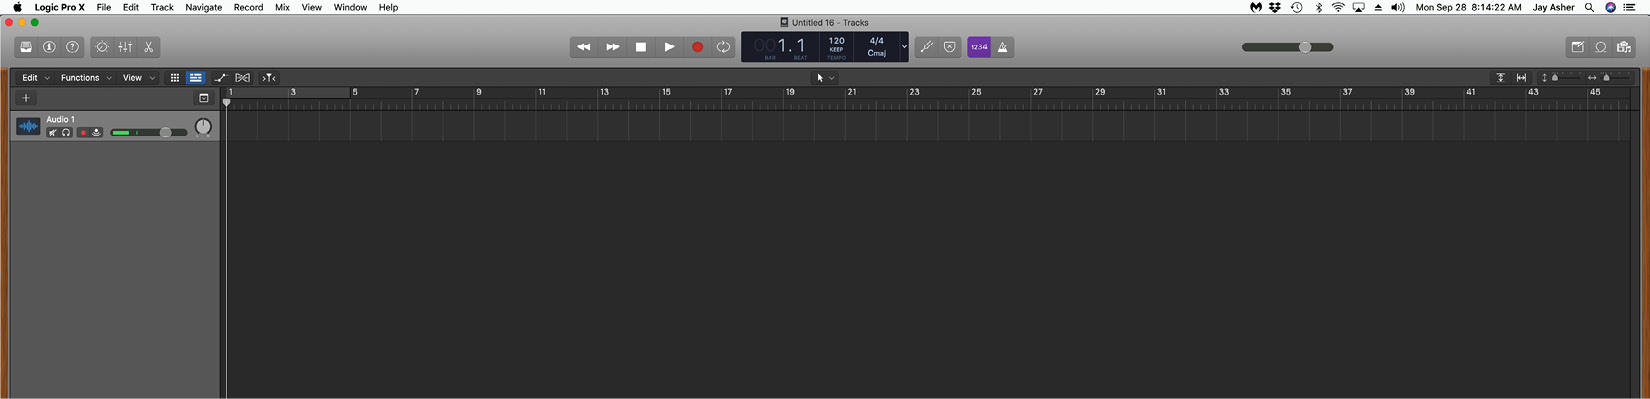 Logic Pro X File Edit Track Navigate Record Mix View Window Help Mon Sep 28 8:14:22 AM Jay Asher
Untitled 16 - Tracks
001.1 120 KEEP 4/4 Cmaj 1234
BAR BEAT TEMPO
Edit Functions View
1 3 5 7 9 11 13 15 17 19 21 23 25 27 29 31 33 35 37 39 41 43 45
Audio 1